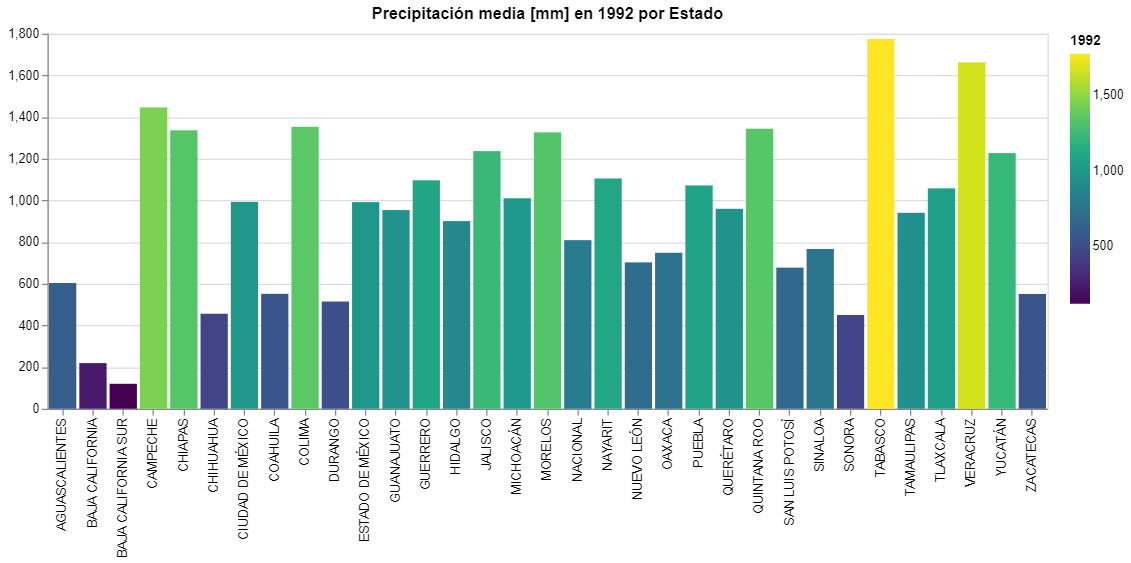 Precipitación media [mm] en 1992 por Estado
1992
1,800
1,600
1,400
1,200
1,000
800
600
400
200
0
1,500
1,000
500
AGUASCALIENTES
BAJA CALIFORNIA
BAJA CALIFORNIA SUR
CAMPECHE
CHIAPAS
CHIHUAHUA
CIUDAD DE MÉXICO
COAHUILA
COLIMA
DURANGO
ESTADO DE MÉXICO
GUANAJUATO
GUERRERO
HIDALGO
JALISCO
MICHOACÁN
MORELOS
NACIONAL
NAYARIT
NUEVO LEÓN
OAXACA
PUEBLA
QUERÉTARO
QUINTANA ROO
SAN LUIS POTOSÍ
SINALOA
SONORA
TABASCO
TAMAULIPAS
TLAXCALA
VERACRUZ
YUCATÁN
ZACATECAS